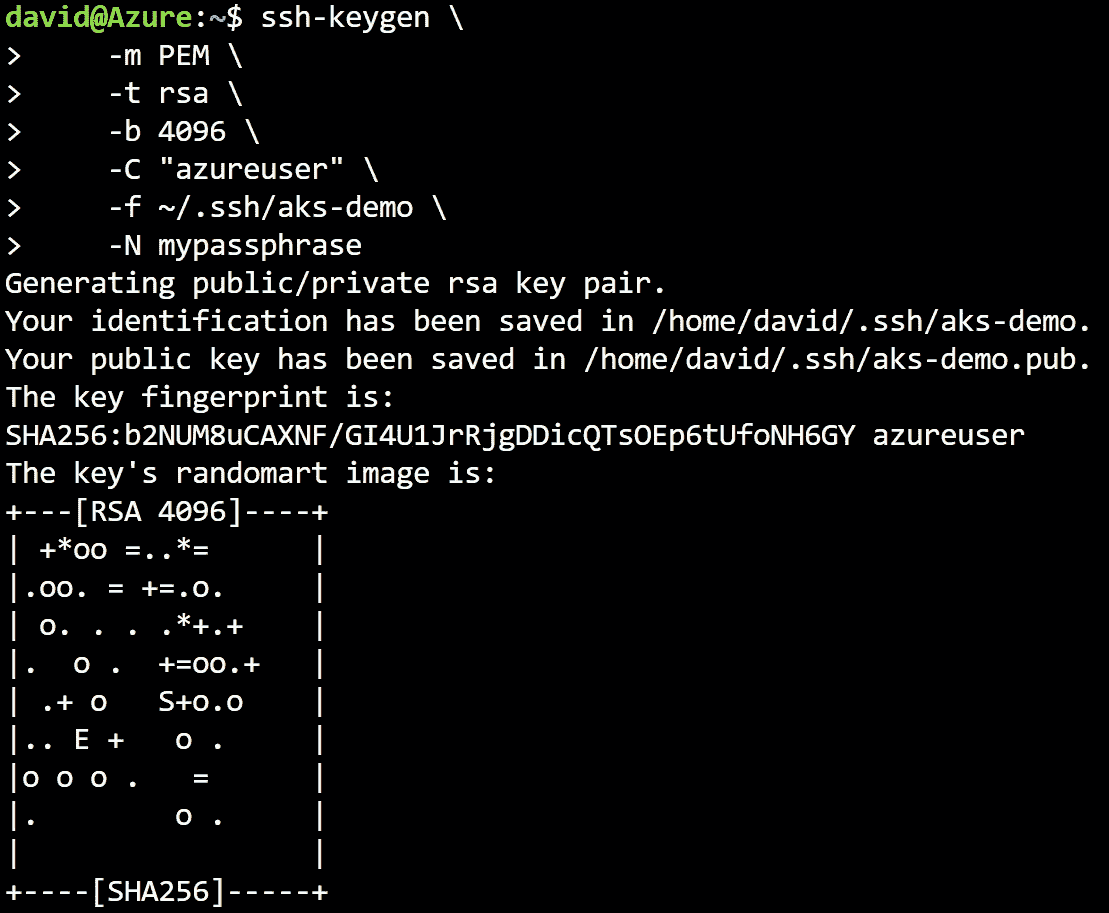 david@Azure:~$ ssh-keygen \
>     -m PEM \
>     -t rsa \
>     -b 4096 \
>     -C "azureuser" \
>     -f ~/.ssh/aks-demo \
>     -N mypassphrase
Generating public/private rsa key pair.
Your identification has been saved in /home/david/.ssh/aks-demo.
Your public key has been saved in /home/david/.ssh/aks-demo.pub.
The key fingerprint is:
SHA256:b2NUM8uCAXNF/GI4U1JrRjgDDicQTsOEp6tUfoNH6GY azureuser
The key's randomart image is:
+---[RSA 4096]----+
| +*oo =..*=      |
|.oo. = +=.o.     |
| o. . . .*+.+    |
|.  o .  +=oo.+   |
| .+ o   S+o.o    |
|.. E +   o .     |
|o o o .   =      |
|.        o .     |
|                 |
+----[SHA256]-----+